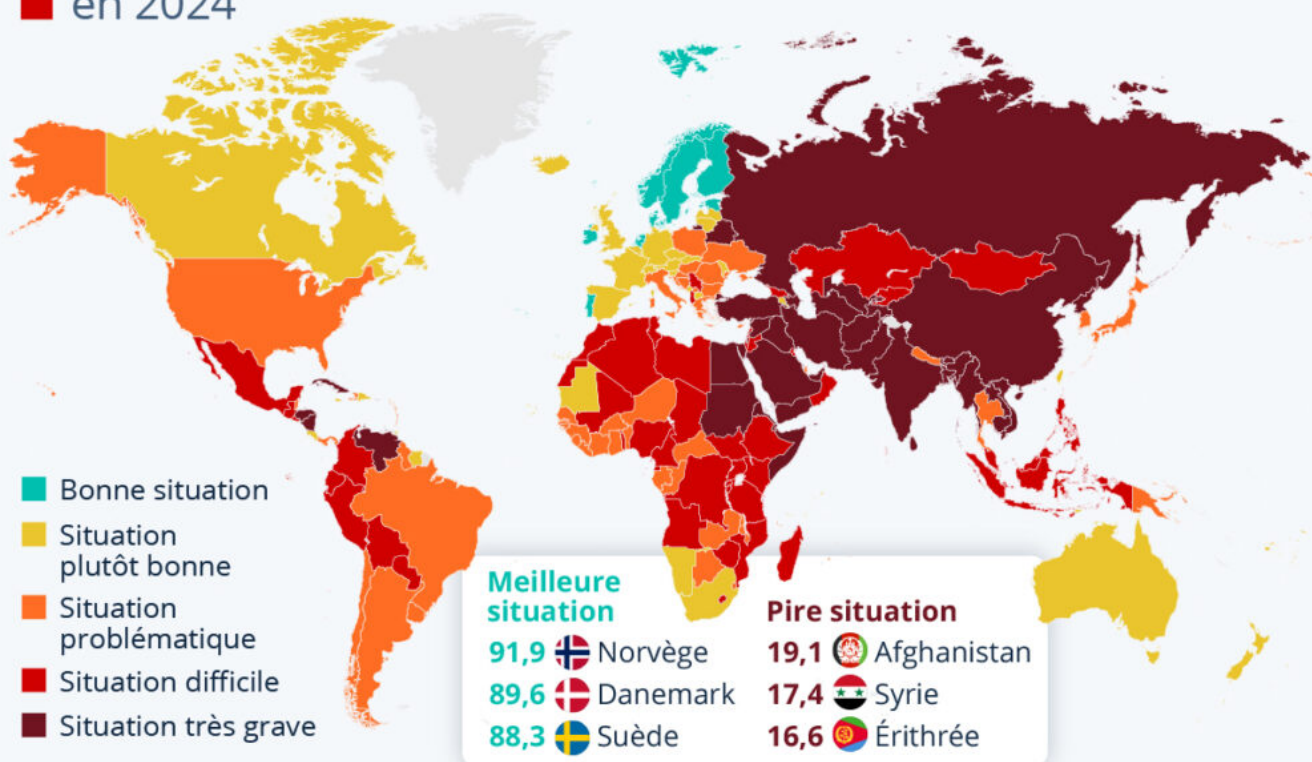 en 2024
Bonne situation
Situation
plutôt bonne
Situation
problématique
Situation difficile
Situation très grave
Meilleure
situation
91,9 Norvège
89,6 Danemark
88,3 Suède
Pire situation
19,1 Afghanistan
17,4 Syrie
16,6 Érithrée